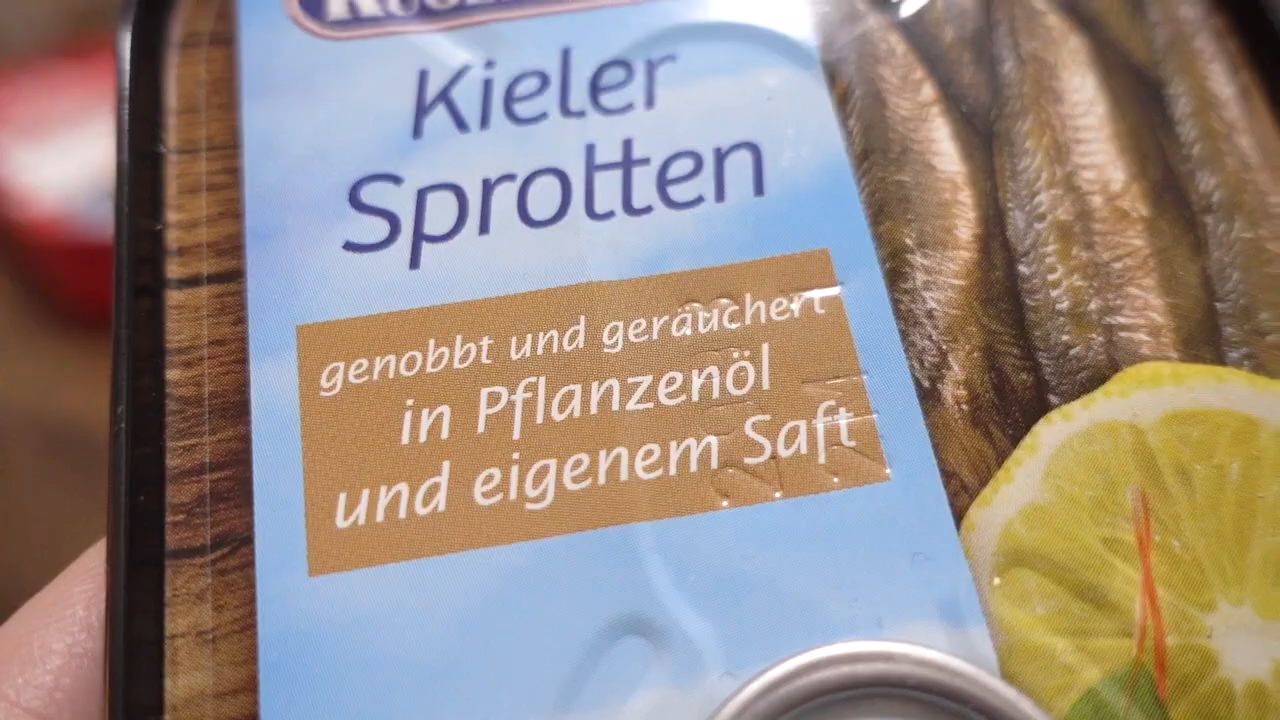 Kieler
Sprotten
genobbt und geräuchert
in Pflanzenöl
und eigenem Saft